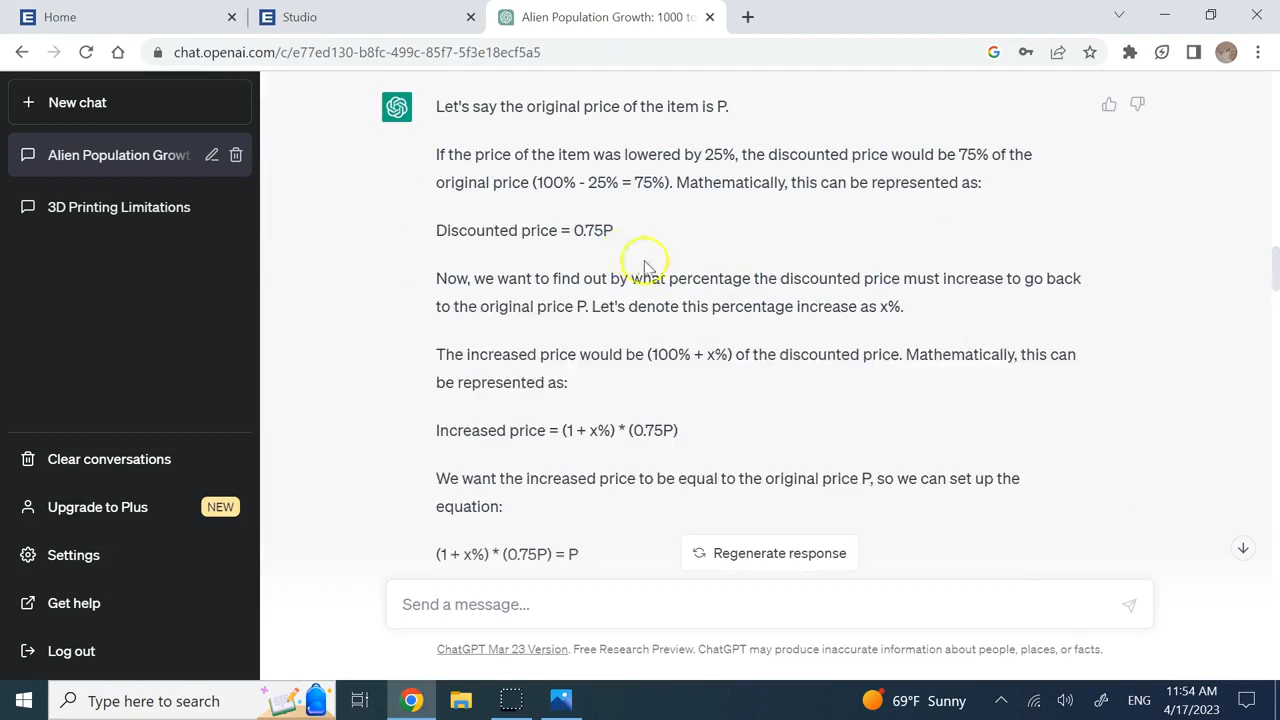 Home
Studio
Alien Population Growth: 1000 to
chat.openai.com/c/e77ed130-b8fc-499c-85f7-5f3e18ecf5a5
New chat
Alien Population Growt
3D Printing Limitations
Clear conversations
Upgrade to Plus NEW
Settings
Get help
Log out
Let's say the original price of the item is P.
If the price of the item was lowered by 25%, the discounted price would be 75% of the
original price (100% - 25% = 75%). Mathematically, this can be represented as:
Discounted price = 0.75P
Now, we want to find out by what percentage the discounted price must increase to go back
to the original price P. Let's denote this percentage increase as x%.
The increased price would be (100% + x%) of the discounted price. Mathematically, this can
be represented as:
Increased price = (1 + x%) * (0.75P)
We want the increased price to be equal to the original price P, so we can set up the
equation:
(1 + x%) * (0.75P) = P
Regenerate response
Send a message...
ChatGPT Mar 23 Version. Free Research Preview. ChatGPT may produce inaccurate information about people, places, or facts.
Type here to search
69°F Sunny
ENG
11:54 AM
4/17/2023